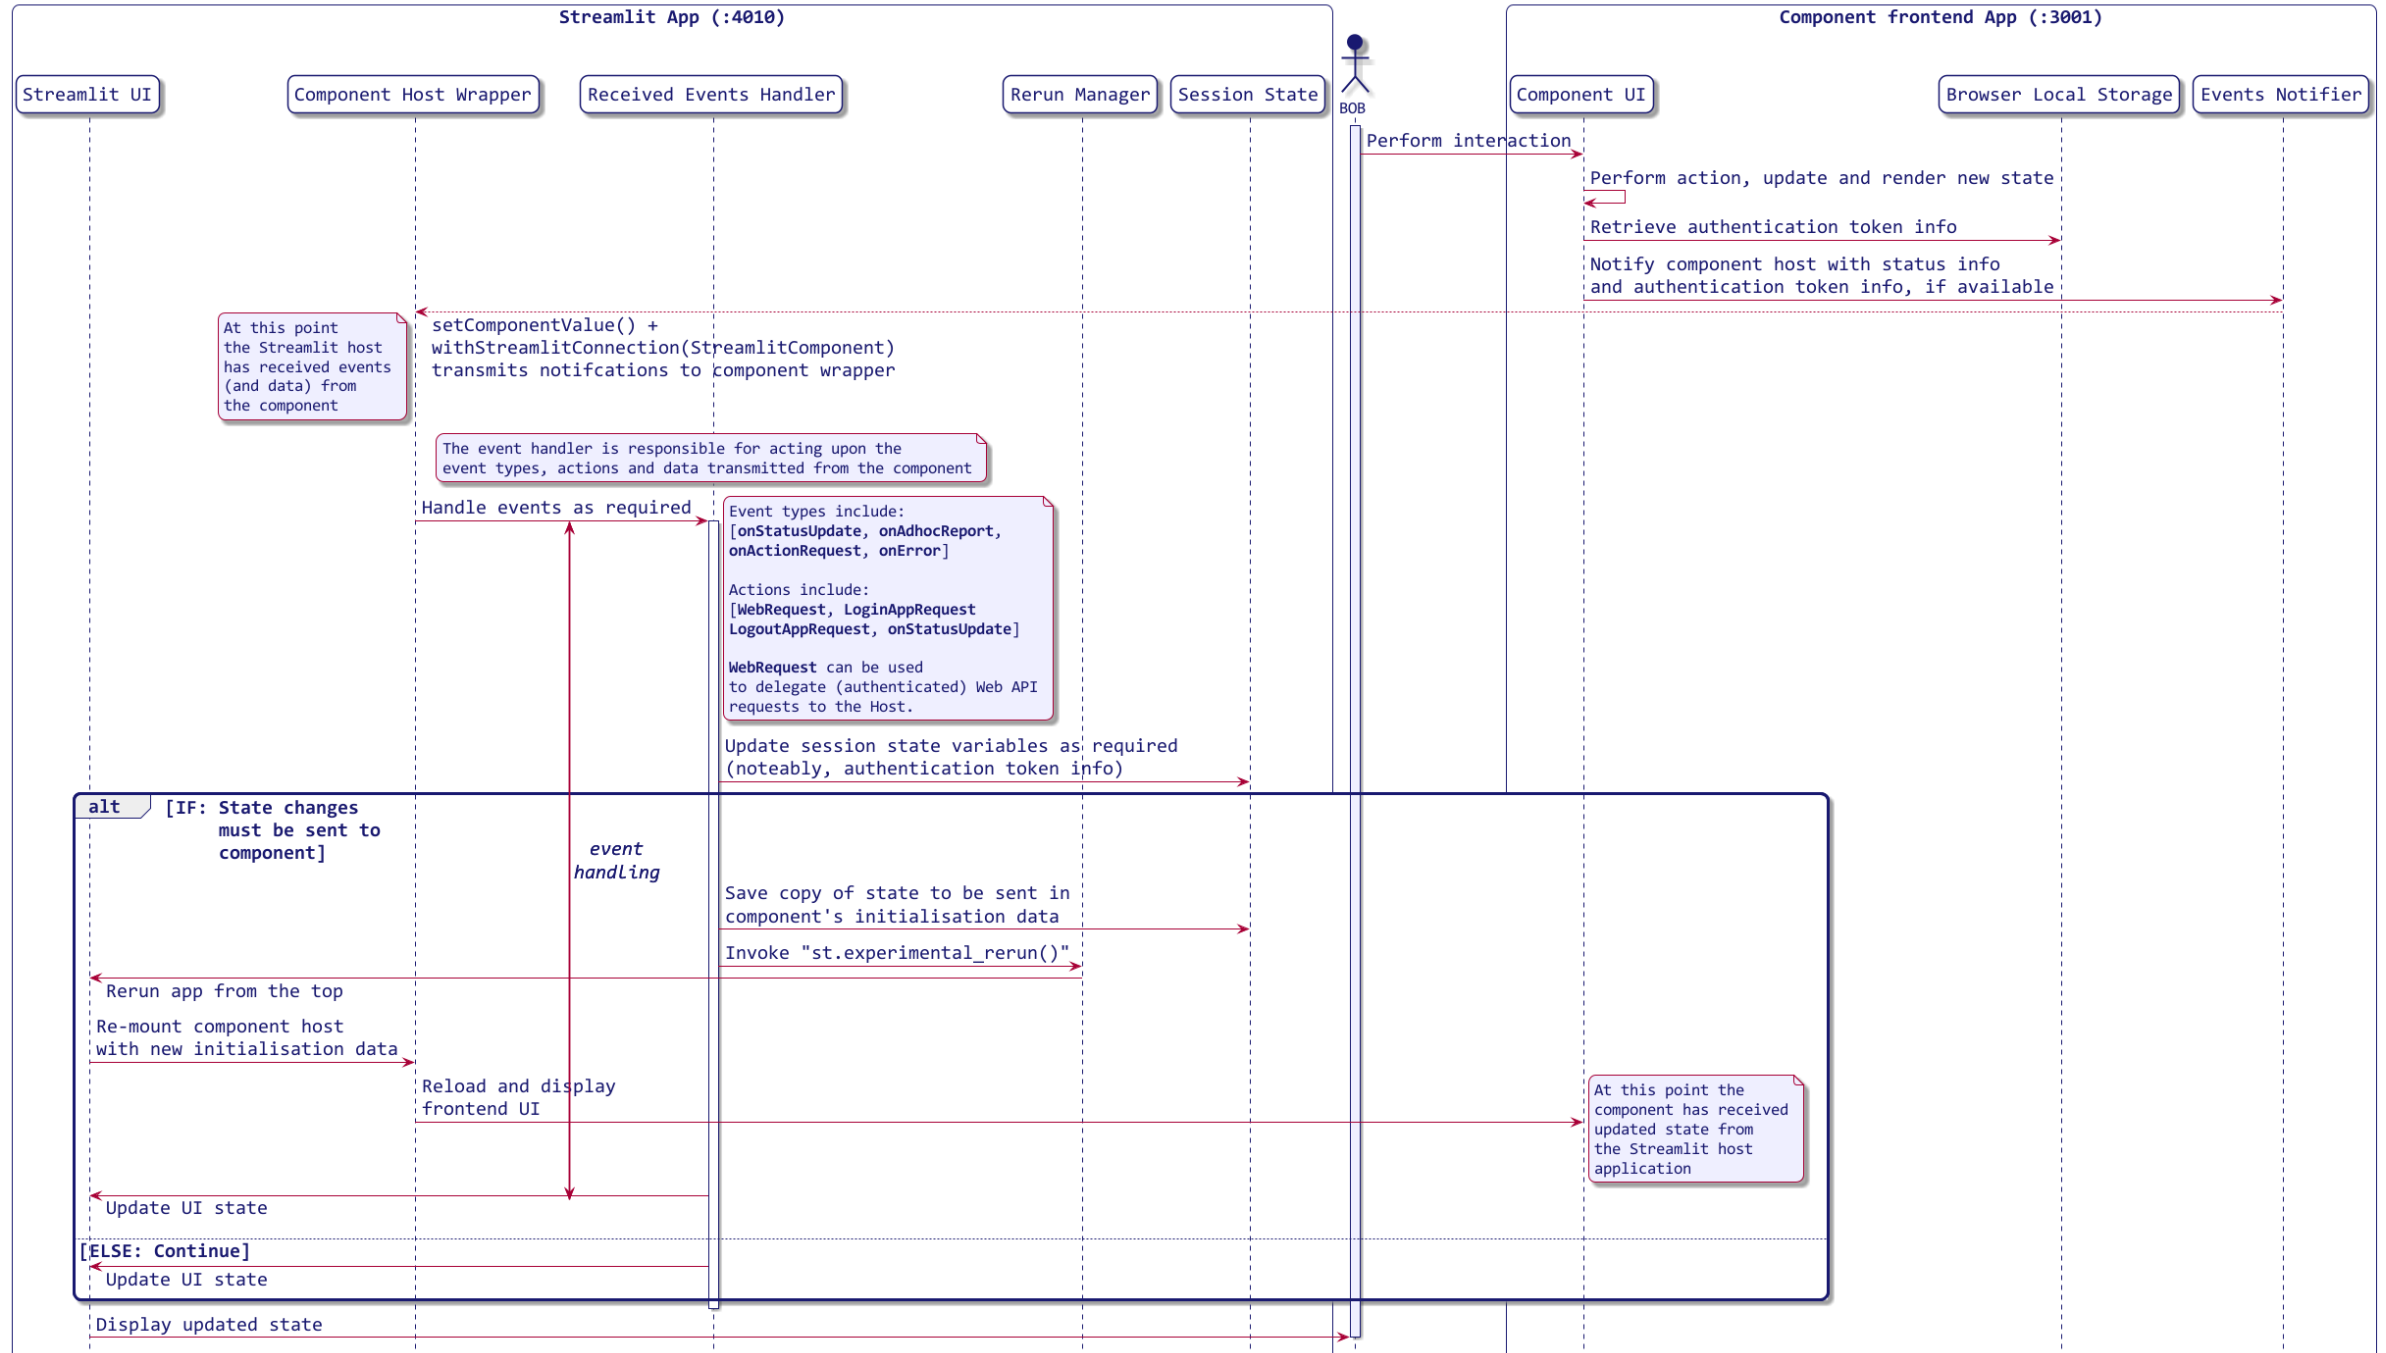 Streamlit App (:4010)
Component frontend App (:3001)
Streamlit UI
Component Host Wrapper
Received Events Handler
Rerun Manager
Session State
BOB
Component UI
Browser Local Storage
Events Notifier
Perform interaction
Perform action, update and render new state
Retrieve authentication token info
Notify component host with status info
and authentication token info, if available
At this point
the Streamlit host
has received events
(and data) from
the component
setComponentValue() +
withStreamlitConnection(StreamlitComponent)
transmits notifcations to component wrapper
The event handler is responsible for acting upon the
event types, actions and data transmitted from the component
Handle events as required
Event types include:
[onStatusUpdate, onAdhocReport,
onActionRequest, onError]
Actions include:
[WebRequest, LoginAppRequest
LogoutAppRequest, onStatusUpdate]
WebRequest can be used
to delegate (authenticated) Web API
requests to the Host.
Update session state variables as required
(noteably, authentication token info)
alt
[IF: State changes
must be sent to
component]
event
handling
Save copy of state to be sent in
component's initialisation data
Invoke "st.experimental_rerun()"
Rerun app from the top
Re-mount component host
with new initialisation data
Reload and display
frontend UI
At this point the
component has received
updated state from
the Streamlit host
application
Update UI state
[ELSE: Continue]
Update UI state
Display updated state